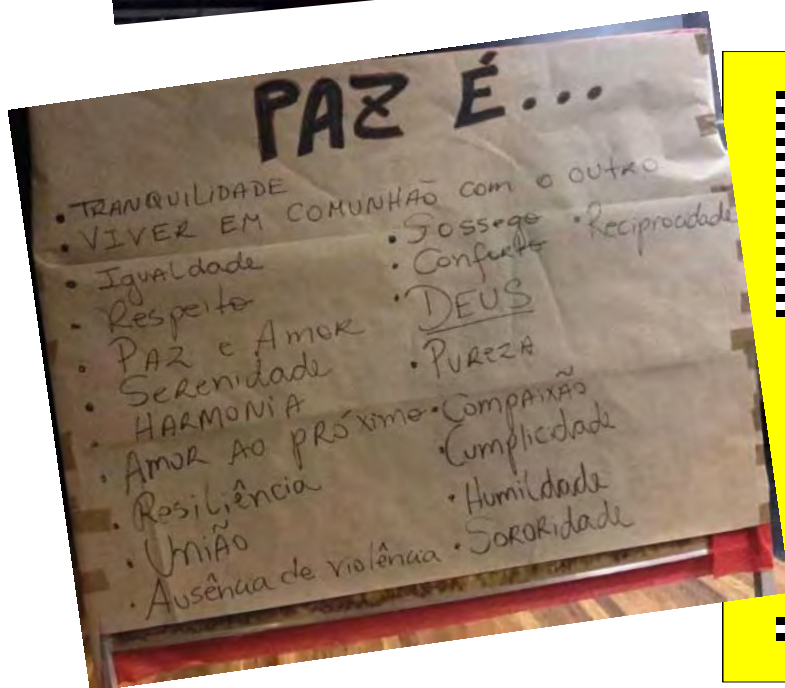 PAZ É...
• TRANQUILIDADE
• VIVER EM COMUNHÃO COM O OUTRO
• Igualdade
• Respeito
• PAZ e AMOR
• SERENIDADE
• HARMONIA
• AMOR AO PRÓXIMO
• Resiliência
• UNIÃO
• Ausência de violência
• Sossego
• Conforto
• DEUS
• PUREZA
• COMPAIXÃO
• Cumplicidade
• Humildade
• SORORIDADE
• Reciprocidade